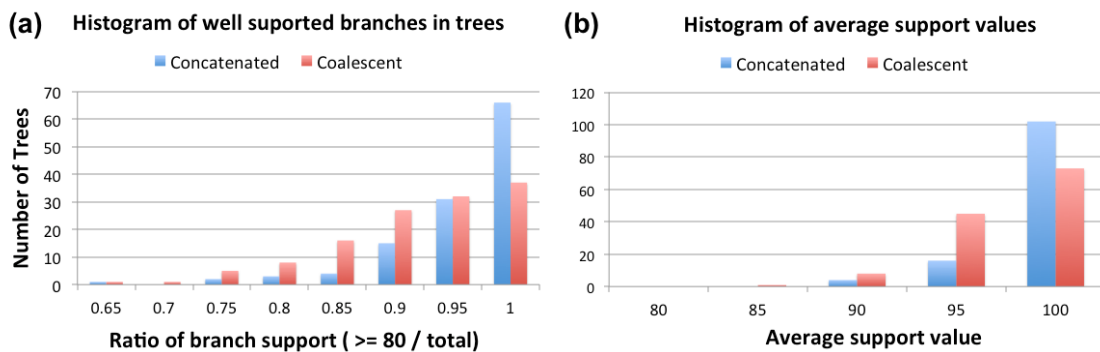 (a) Histogram of well suported branches in trees
Concatenated Coalescent
Number of Trees
70
60
50
40
30
20
10
0
0.65 0.7 0.75 0.8 0.85 0.9 0.95 1
Ratio of branch support ( >= 80 / total)
(b) Histogram of average support values
Concatenated Coalescent
120
100
80
60
40
20
0
80 85 90 95 100
Average support value